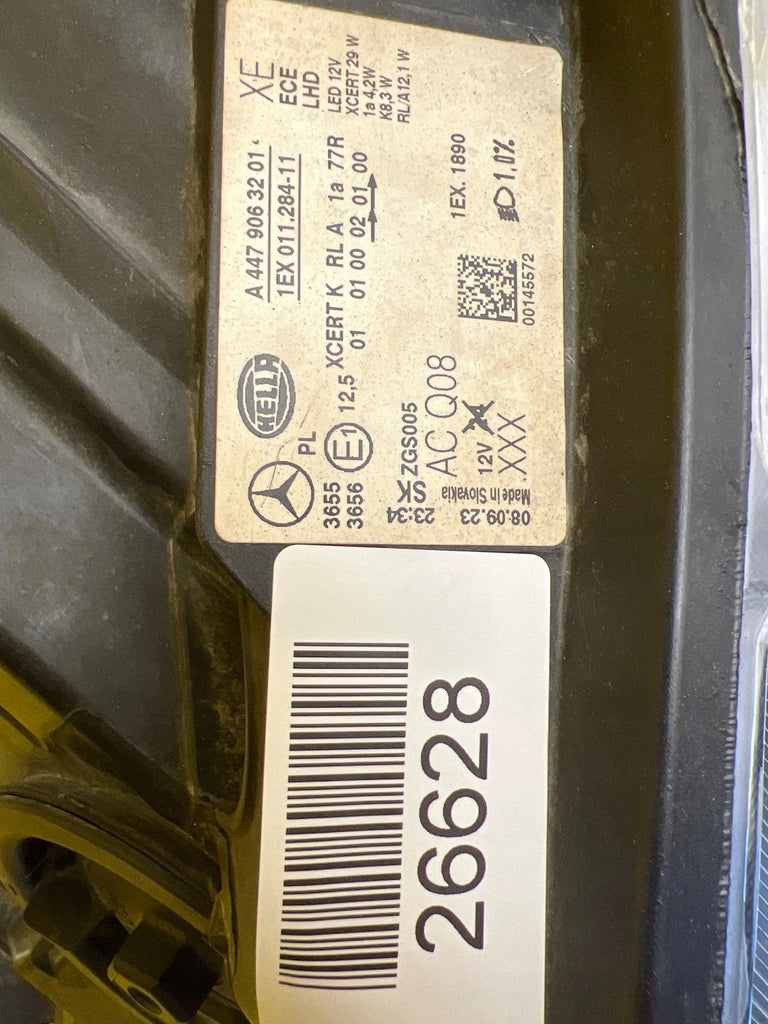 HELLA
A 447 906 32 01
1EX 011.284-11
XE
ECE
LHD
LED 12V
XCERT 29 W
1a 4,2W
K8,3 W
RL/A12,1 W
PL
3655
3656
E1
12,5
XCERT K RL A 1a 77R
01 01 00 02 01 00
23:34
SK ZGS005
AC Q08
12V 24
XXX
08.09.23
Made in Slovakia
1EX. 1890
1,0%
00145572
26628